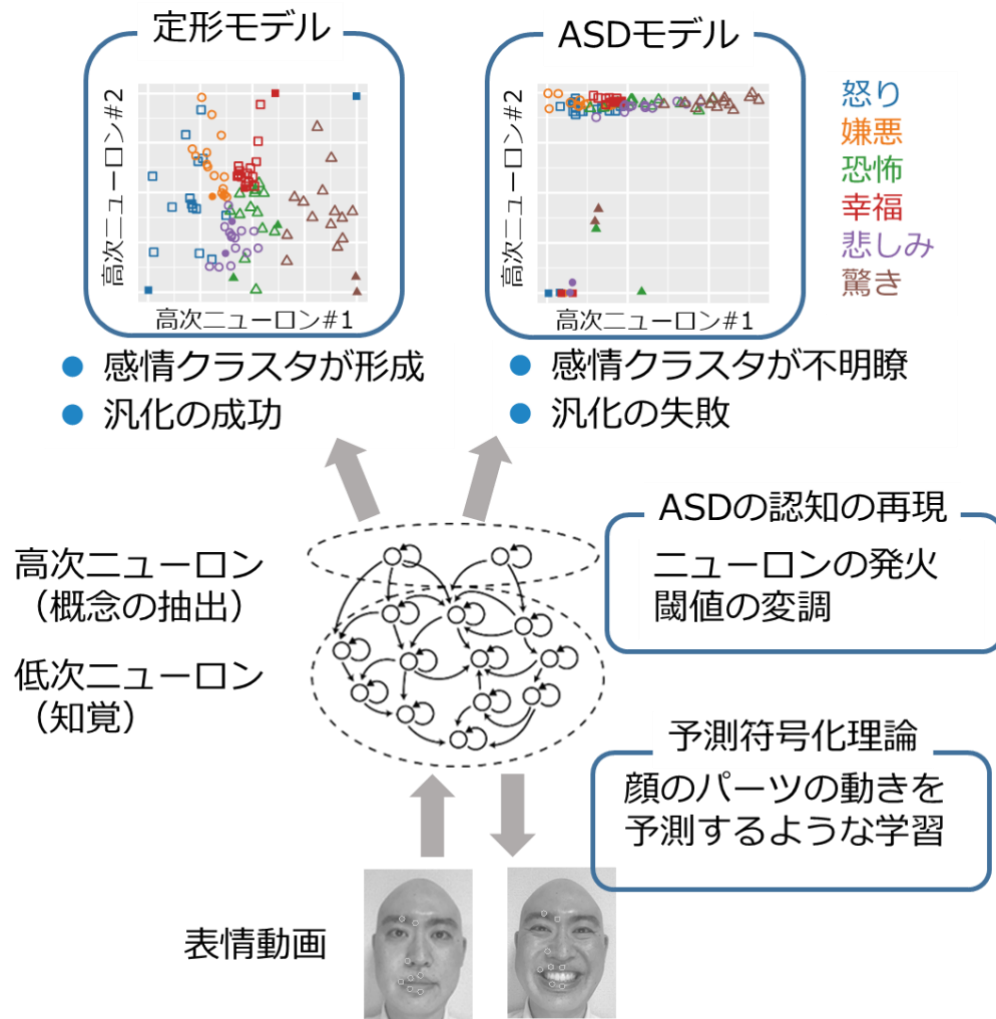 定形モデル
ASDモデル
高次ニューロン#2
高次ニューロン#1
高次ニューロン#2
高次ニューロン#1
怒り
嫌悪
恐怖
幸福
悲しみ
驚き
● 感情クラスタが形成
● 汎化の成功
● 感情クラスタが不明瞭
● 汎化の失敗
高次ニューロン
（概念の抽出）
低次ニューロン
（知覚）
ASDの認知の再現
ニューロンの発火
閾値の変調
予測符号化理論
顔のパーツの動きを
予測するような学習
表情動画